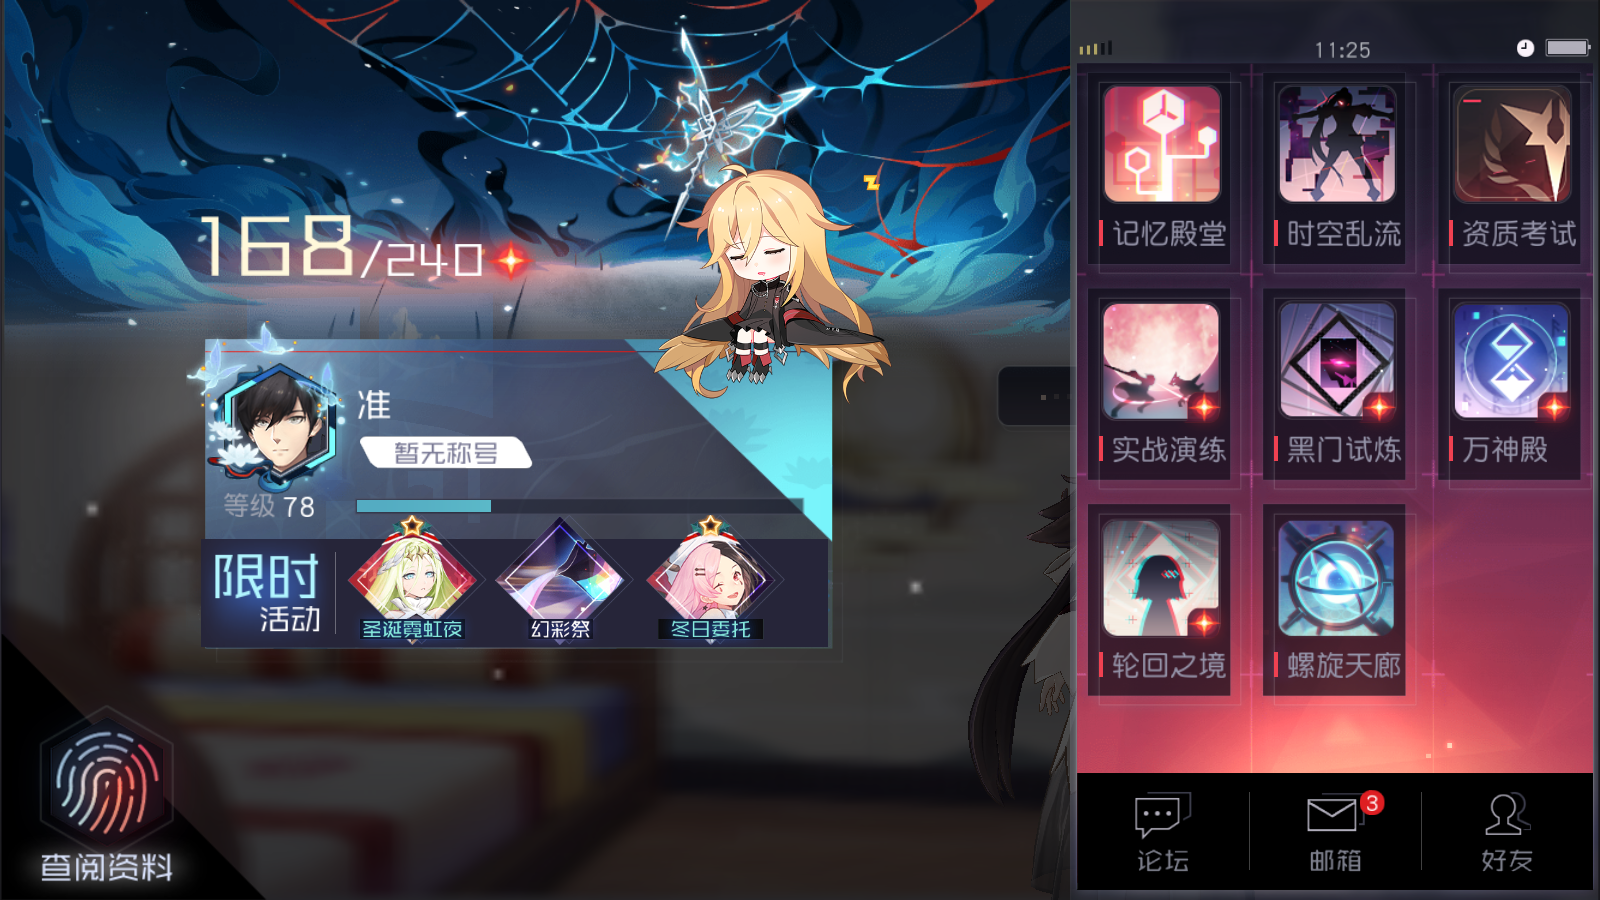 168/240
准
暂无称号
等级 78
限时
活动
圣诞霓虹夜
幻彩祭
冬日委托
查阅资料
11:25
记忆殿堂
时空乱流
资质考试
实战演练
黑门试炼
万神殿
轮回之境
螺旋天廊
论坛
3
邮箱
好友